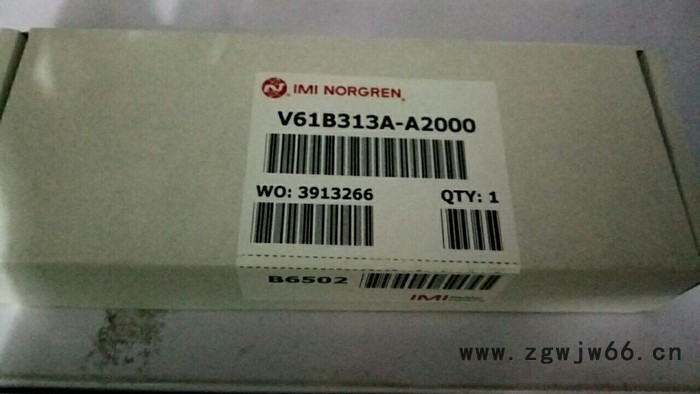 IMI NORGREN
V61B313A-A2000
WO: 3913266 QTY: 1
B6502
IMI
www.zgwjw66.cn